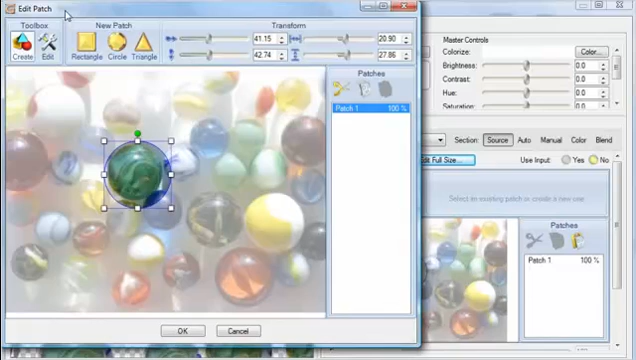 Edit Patch
Toolbox
New Patch
Transform
Create
Edit
Rectangle
Circle
Triangle
41.15
20.90
42.74
27.86
Patches
Patch 1 100 %
OK
Cancel
Master Controls
Colorize:
Color...
Brightness:
0.0
Contrast:
0.0
Hue:
0.0
Saturation:
0.0
Section:
Source
Auto
Manual
Color
Blend
Edit Full Size...
Use Input:
Yes
No
Select an existing patch or create a new one
Patches
Patch 1 100 %